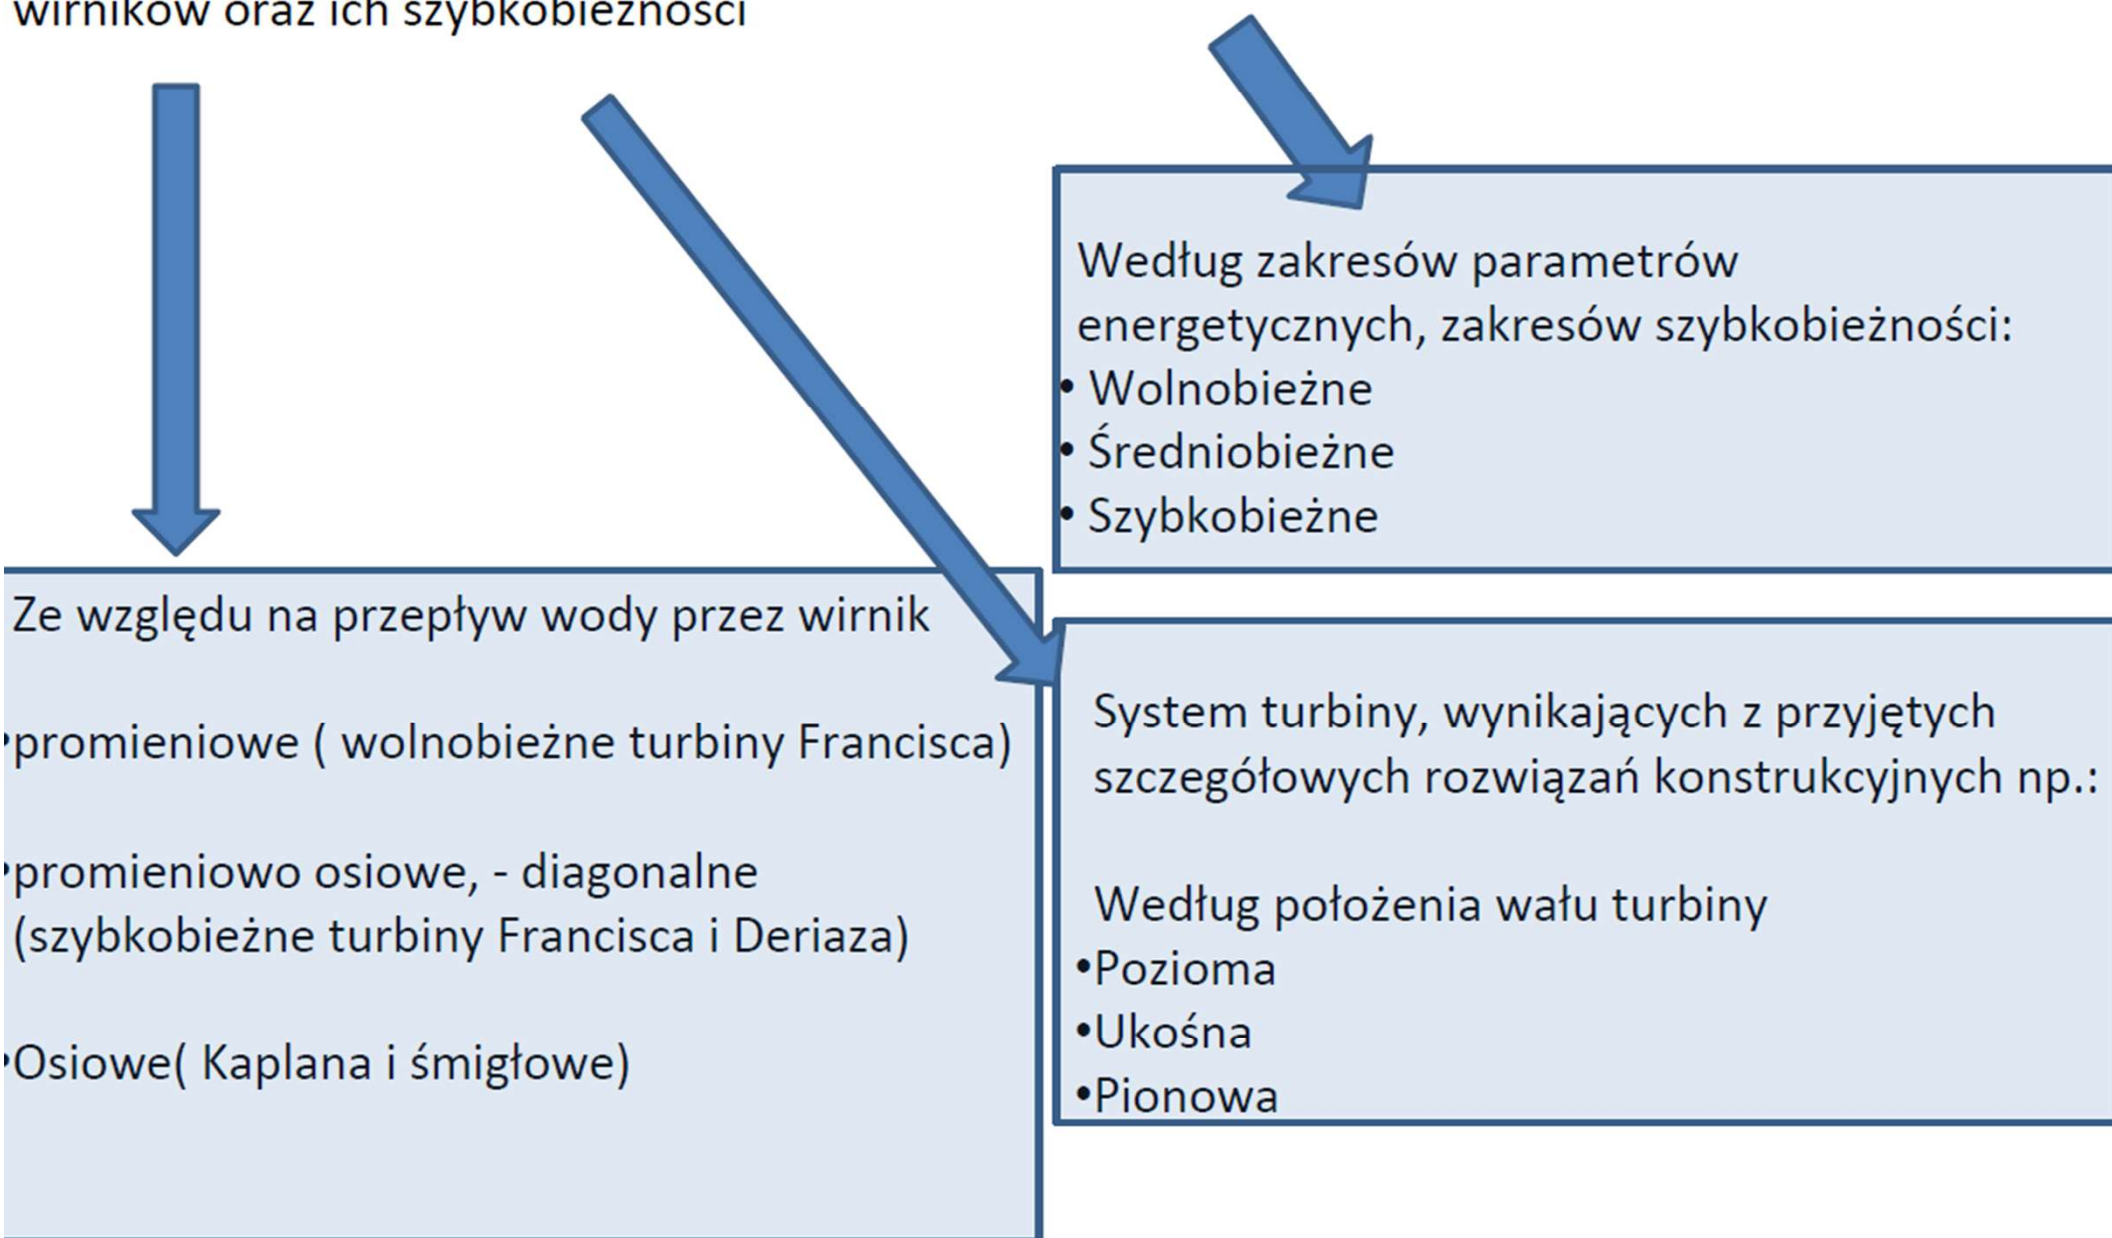 wirników oraz ich szybkobieżności
Według zakresów parametrów
energetycznych, zakresów szybkobieżności:
• Wolnobieżne
• Średniobieżne
• Szybkobieżne
Ze względu na przepływ wody przez wirnik
•promieniowe ( wolnobieżne turbiny Francisca)
•promieniowo osiowe, - diagonalne
(szybkobieżne turbiny Francisca i Deriaza)
•Osiowe( Kaplana i śmigłowe)
System turbiny, wynikających z przyjętych
szczegółowych rozwiązań konstrukcyjnych np.:
Według położenia wału turbiny
•Pozioma
•Ukośna
•Pionowa